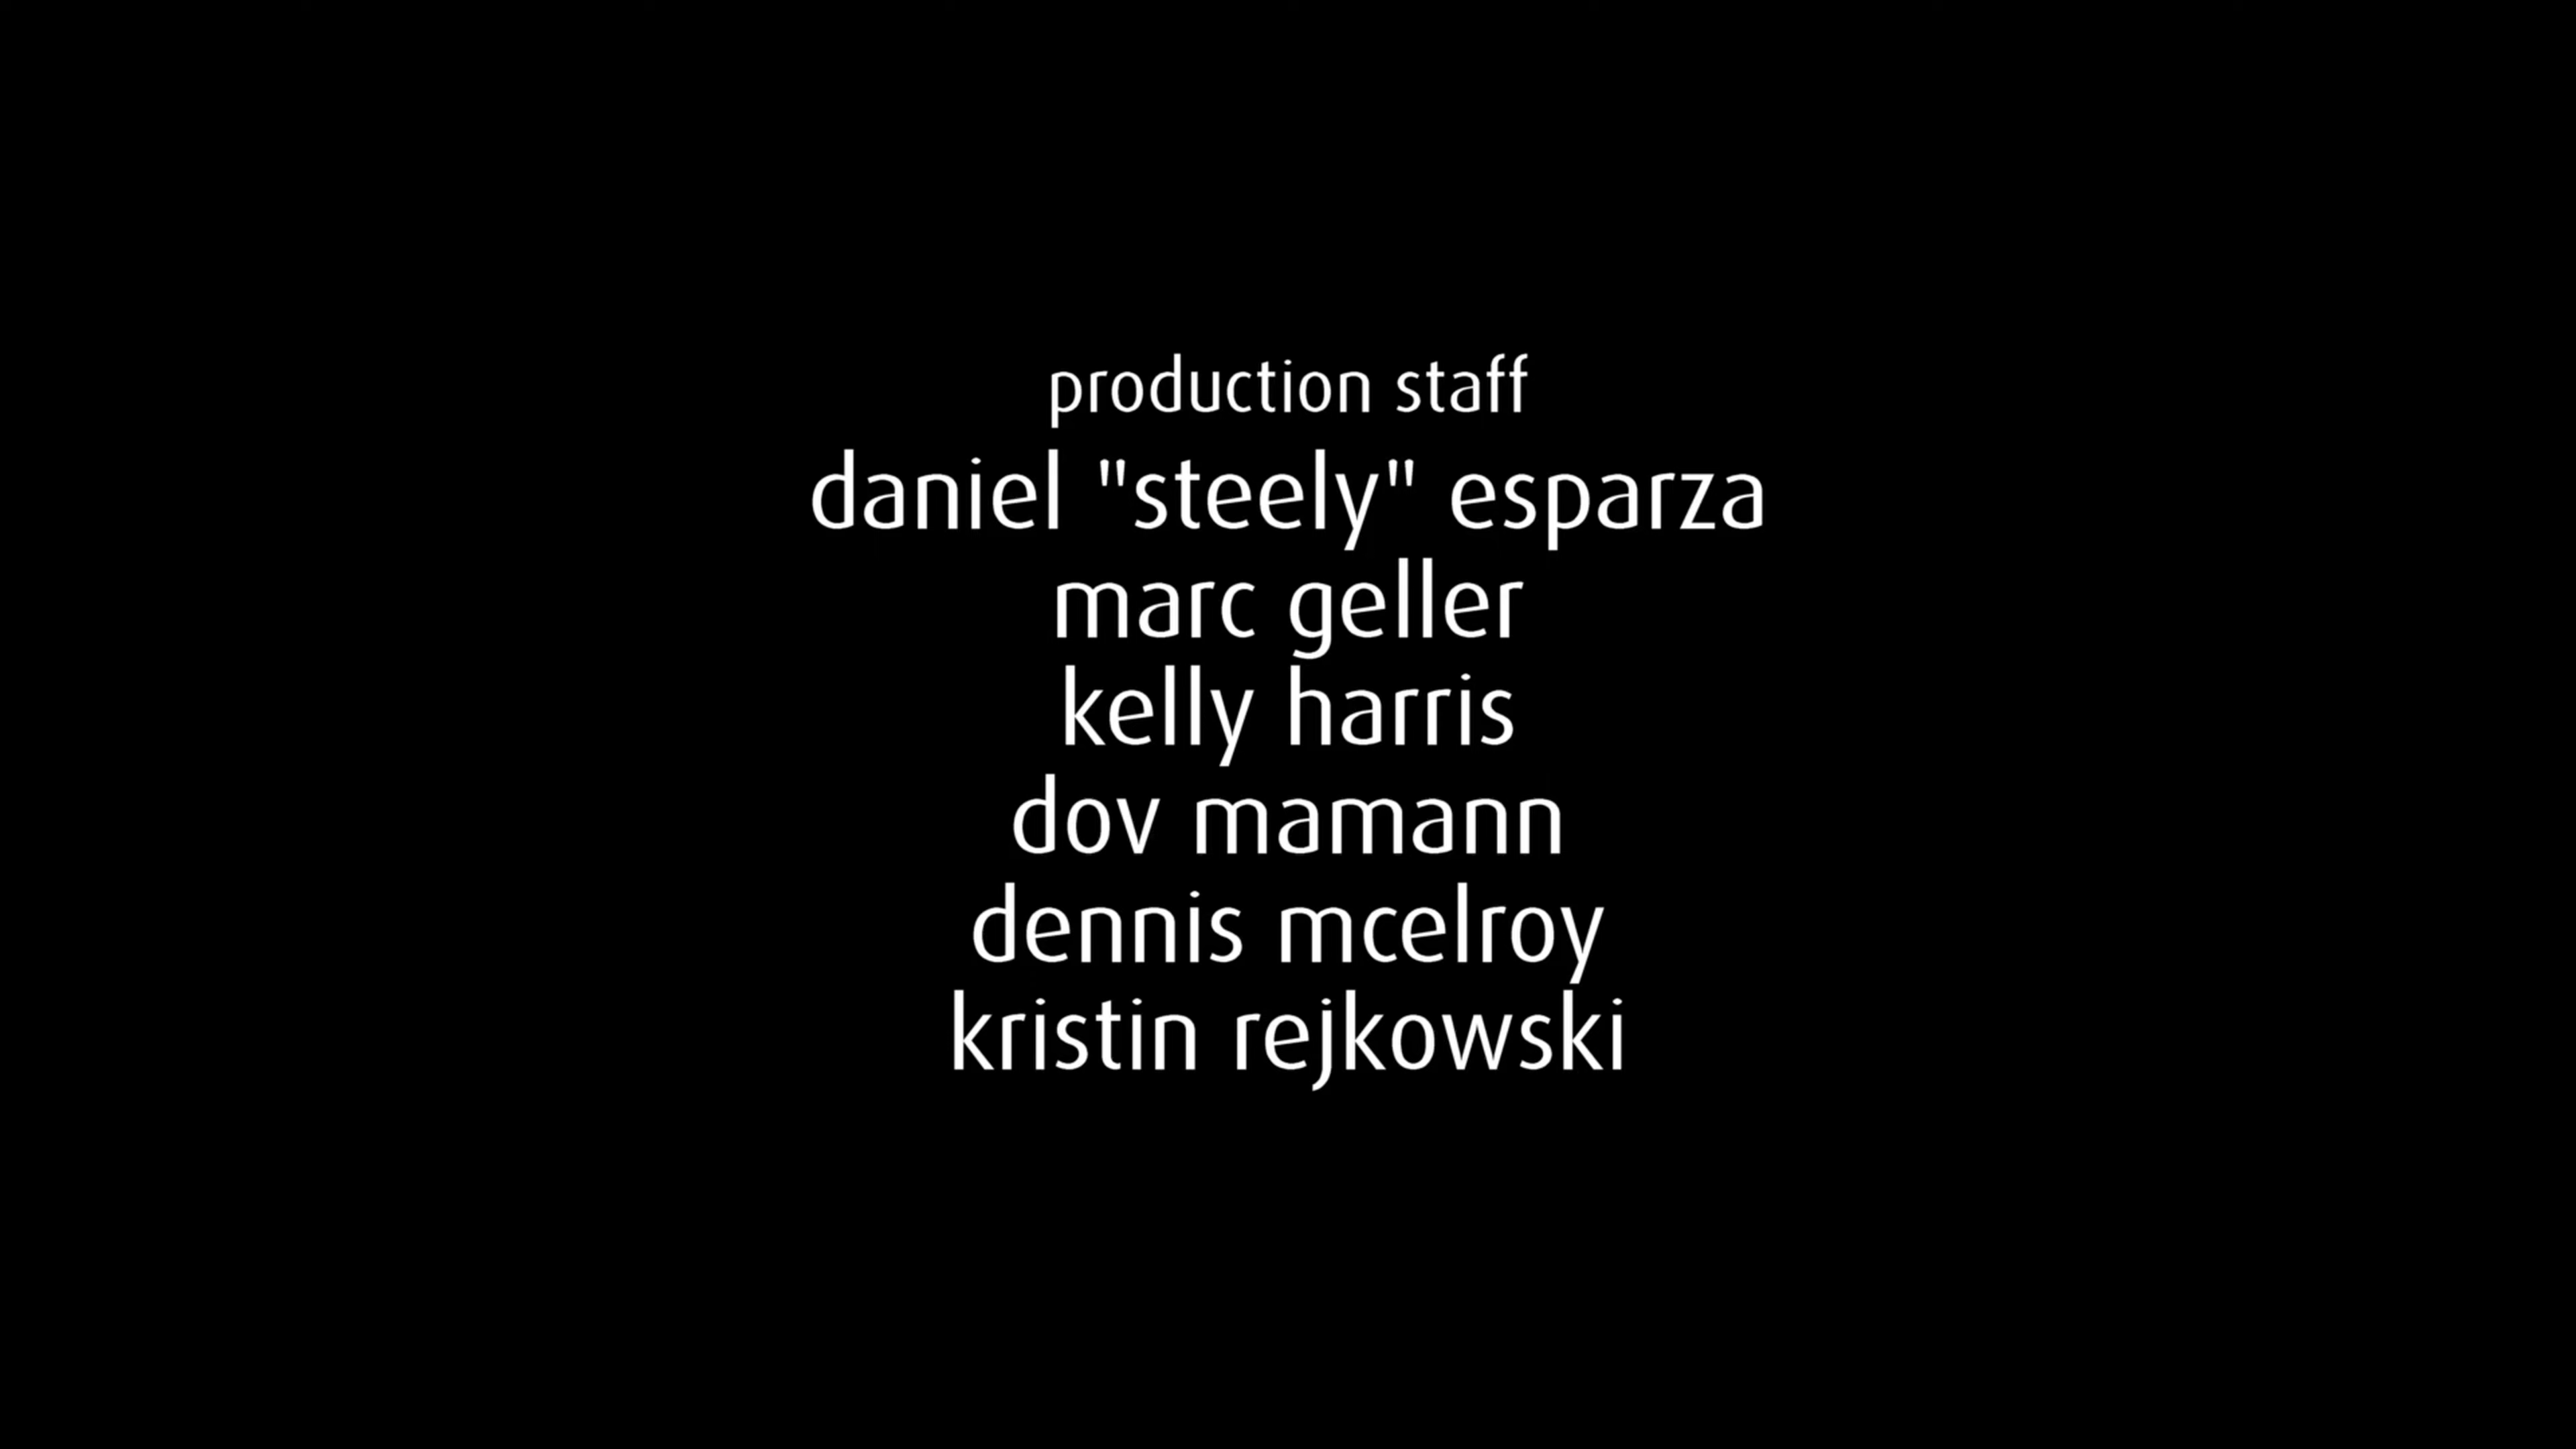 production staff
daniel "steely" esparza
marc geller
kelly harris
dov mamann
dennis mcelroy
kristin rejkowski